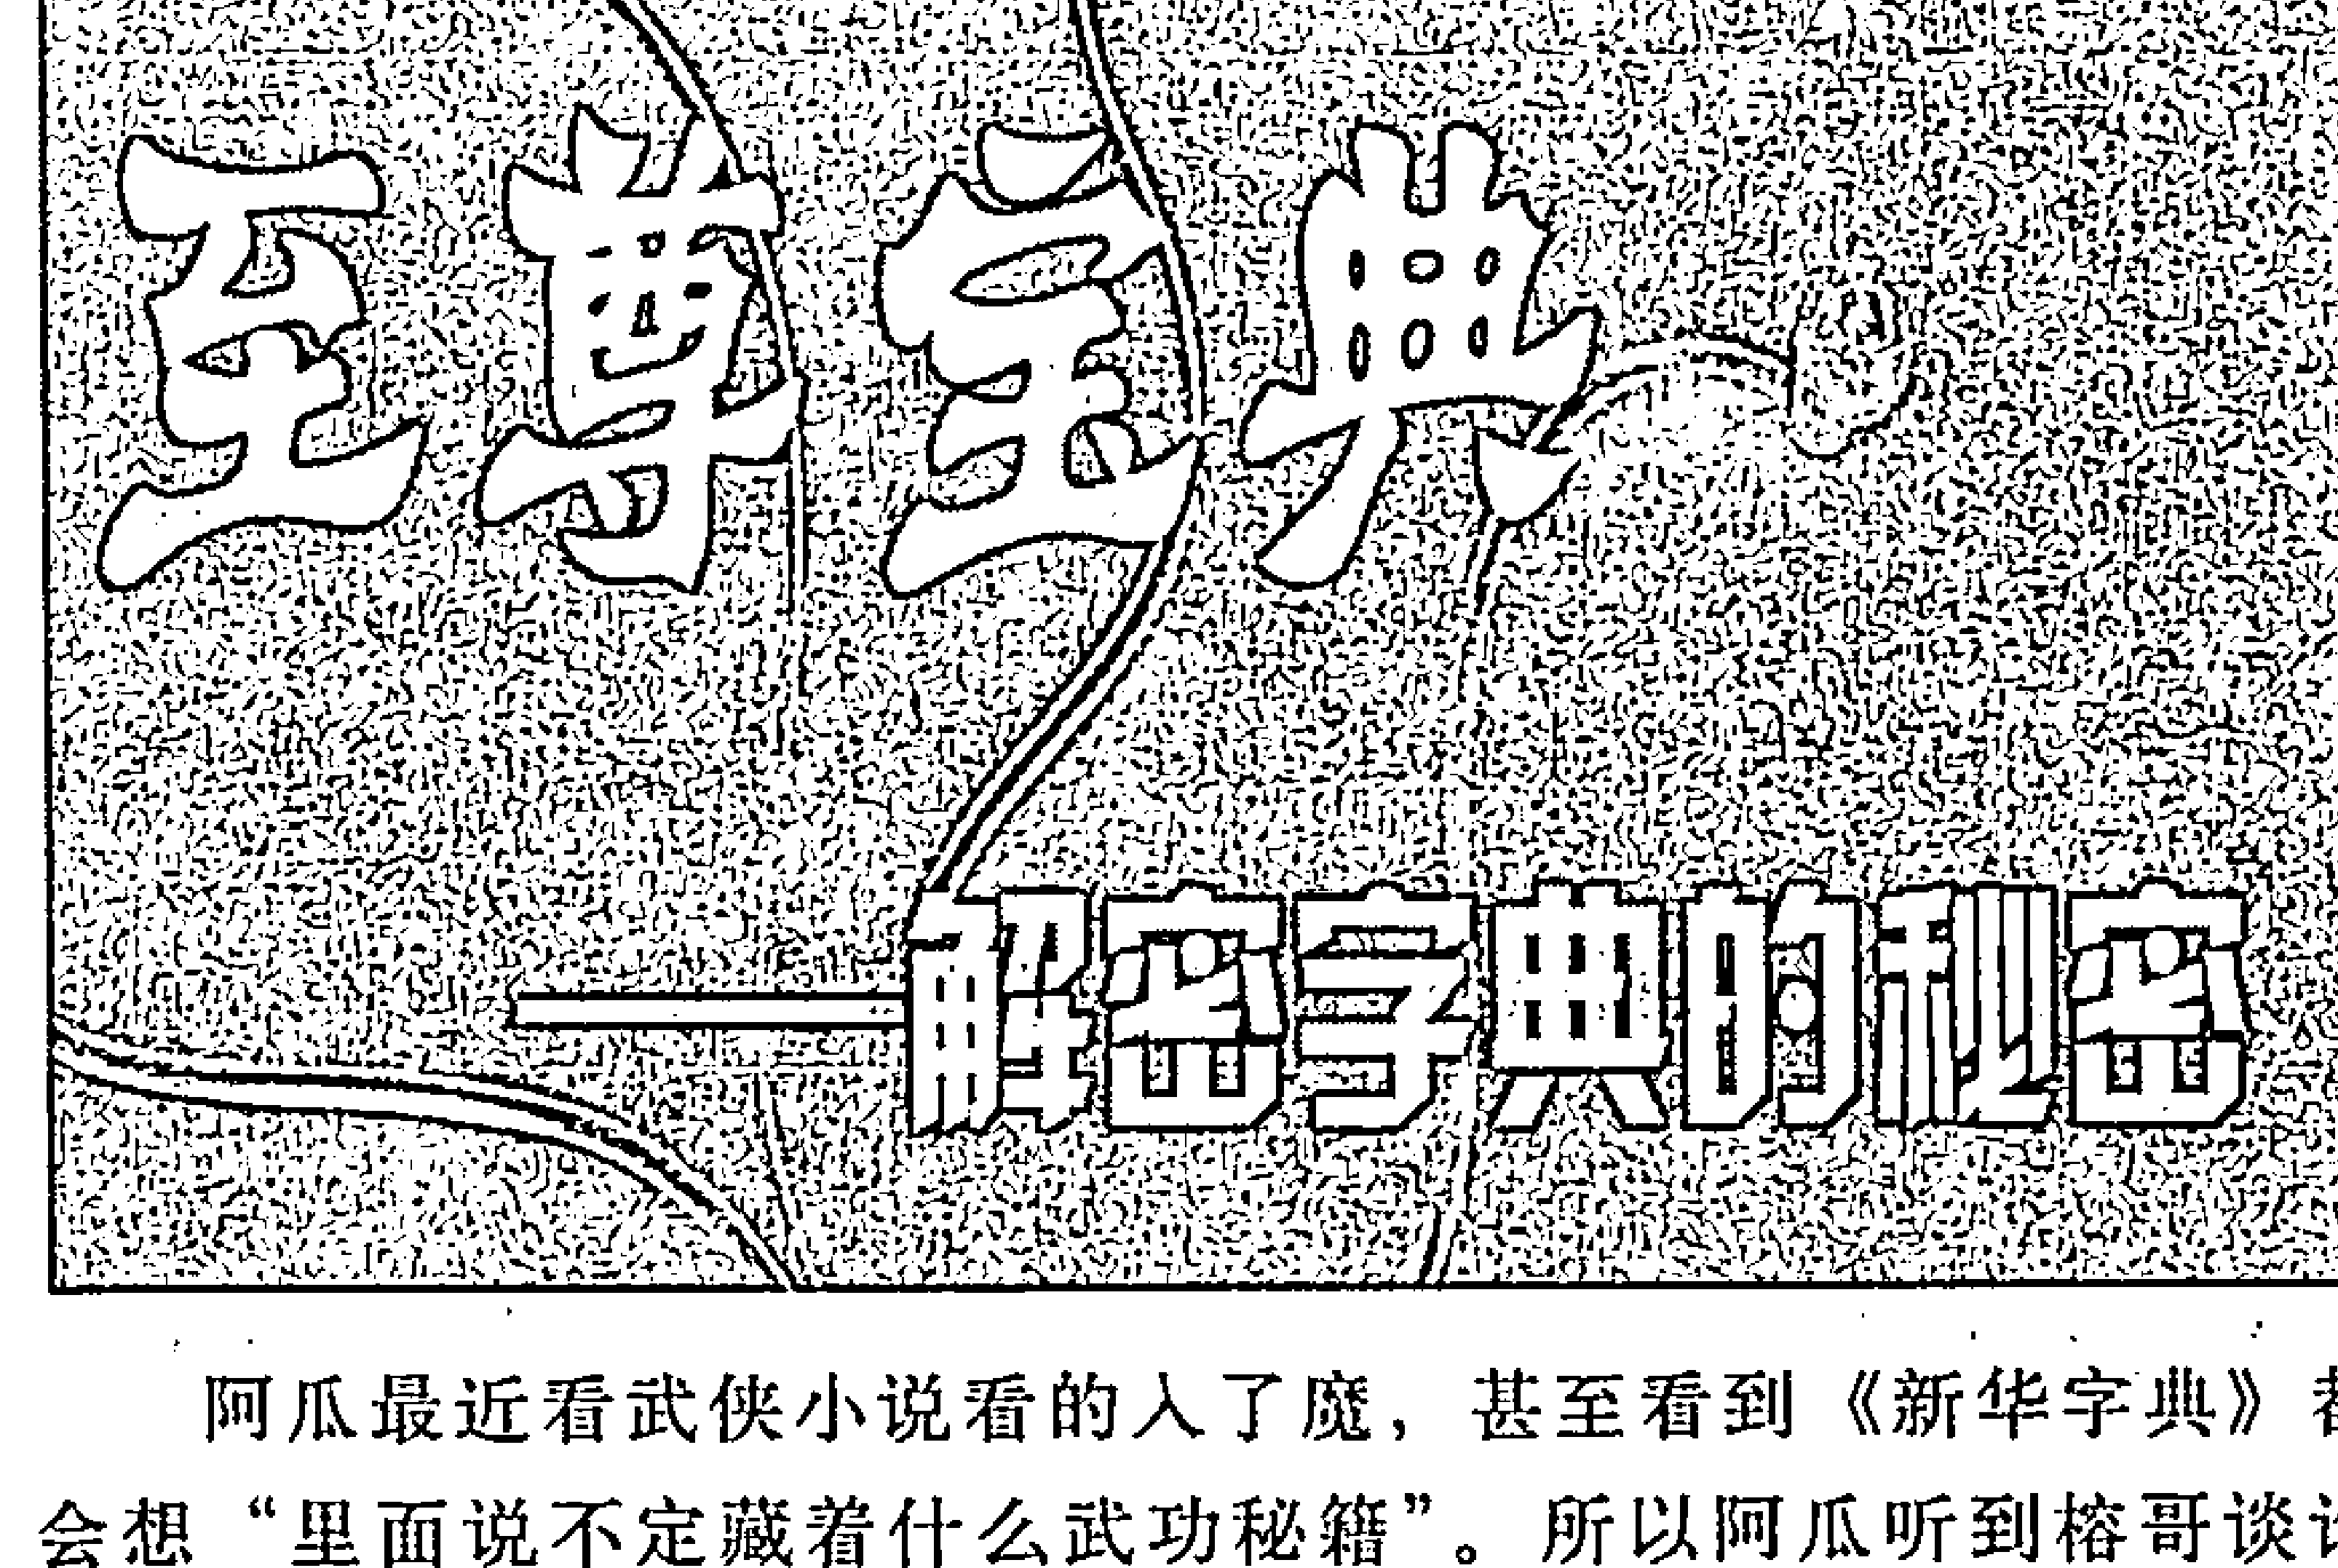 至尊宝典
——解密字典的秘密
阿瓜最近看武侠小说看的入了魔，甚至看到《新华字典》都
会想“里面说不定藏着什么武功秘籍”。所以阿瓜听到榕哥谈